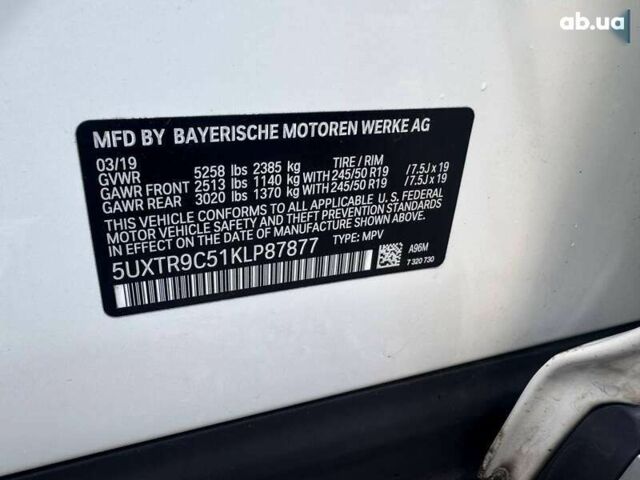 ab.ua
MFD BY BAYERISCHE MOTOREN WERKE AG
03/19 TIRE / RIM
GVWR 5258 lbs 2385 kg
GAWR FRONT 2513 lbs 1140 kg WITH 245/50 R19 /7.5J x 19
GAWR REAR 3020 lbs 1370 kg WITH 245/50 R19 /7.5J x 19
THIS VEHICLE CONFORMS TO ALL APPLICABLE U. S. FEDERAL
MOTOR VEHICLE SAFETY, BUMPER, AND THEFT PREVENTION STANDARDS
IN EFFECT ON THE DATE OF MANUFACTURE SHOWN ABOVE.
5UXTR9C51KLP87877 TYPE: MPV
A96M
7 320 730